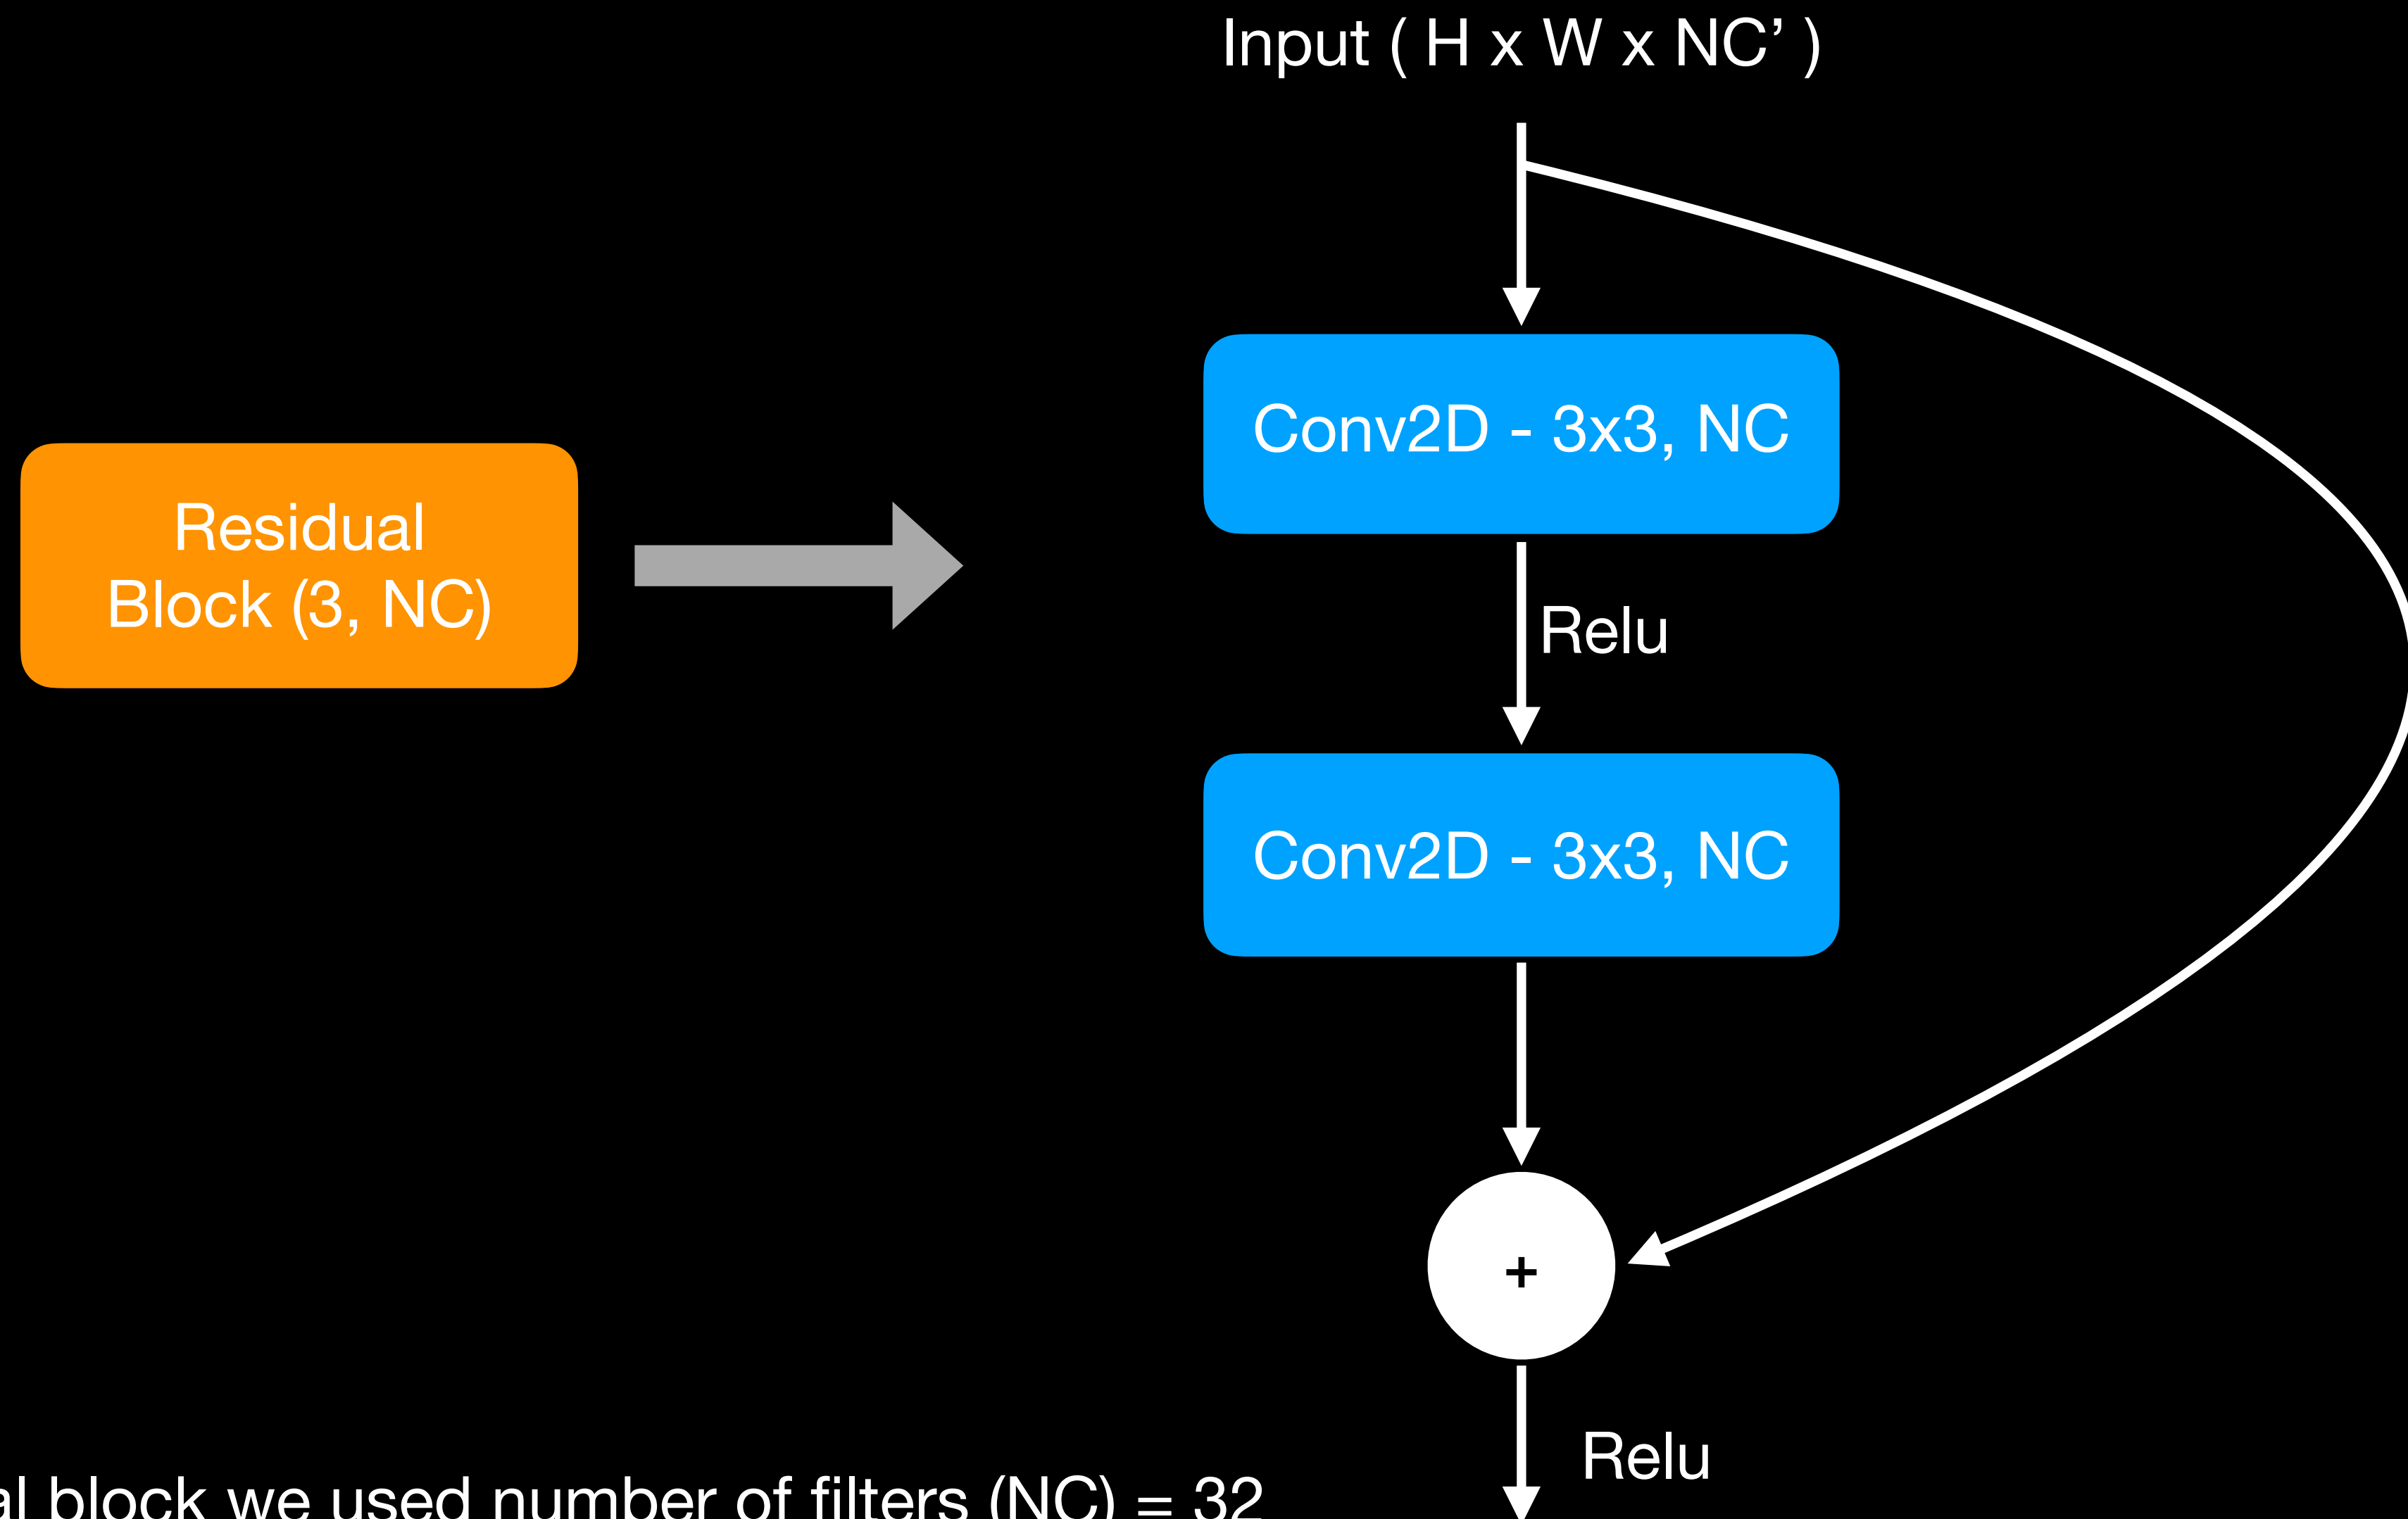 Input ( H x W x NC’ )
Conv2D - 3x3, NC
Residual
Block (3, NC)
Relu
Conv2D - 3x3, NC
+
Relu
block we used number of filters (NC) = 32